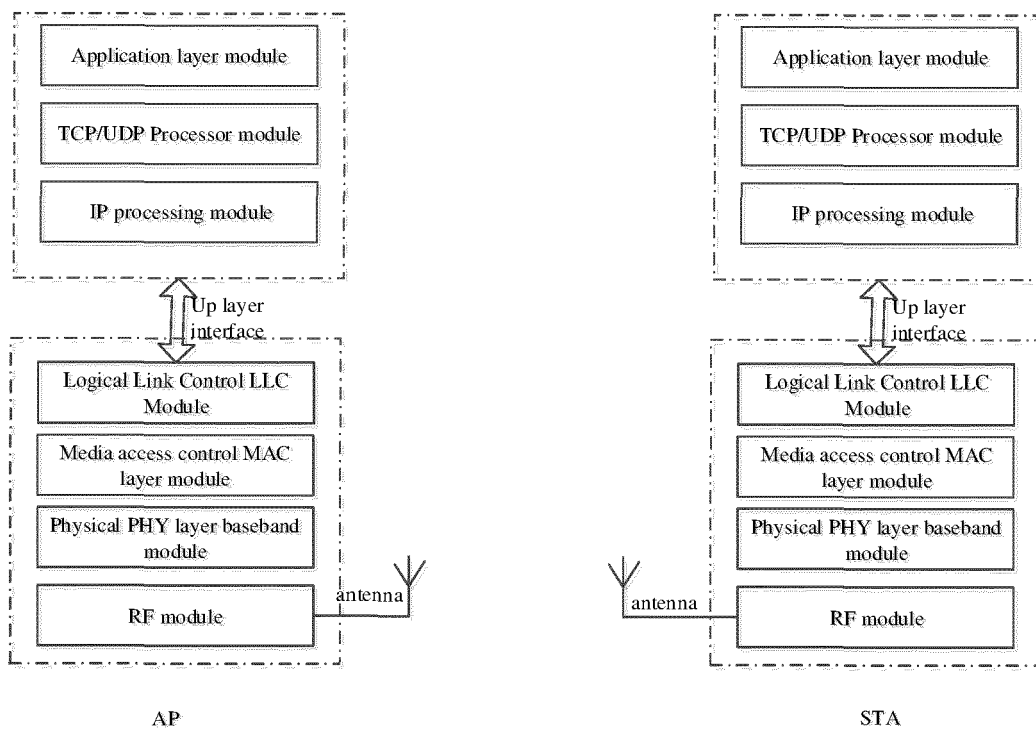 Application layer module
TCP/UDP Processor module
IP processing module
Up layer
interface
Logical Link Control LLC
Module
Media access control MAC
layer module
Physical PHY layer baseband
module
RF module
antenna
AP
Application layer module
TCP/UDP Processor module
IP processing module
Up layer
interface
Logical Link Control LLC
Module
Media access control MAC
layer module
Physical PHY layer baseband
module
RF module
antenna
STA